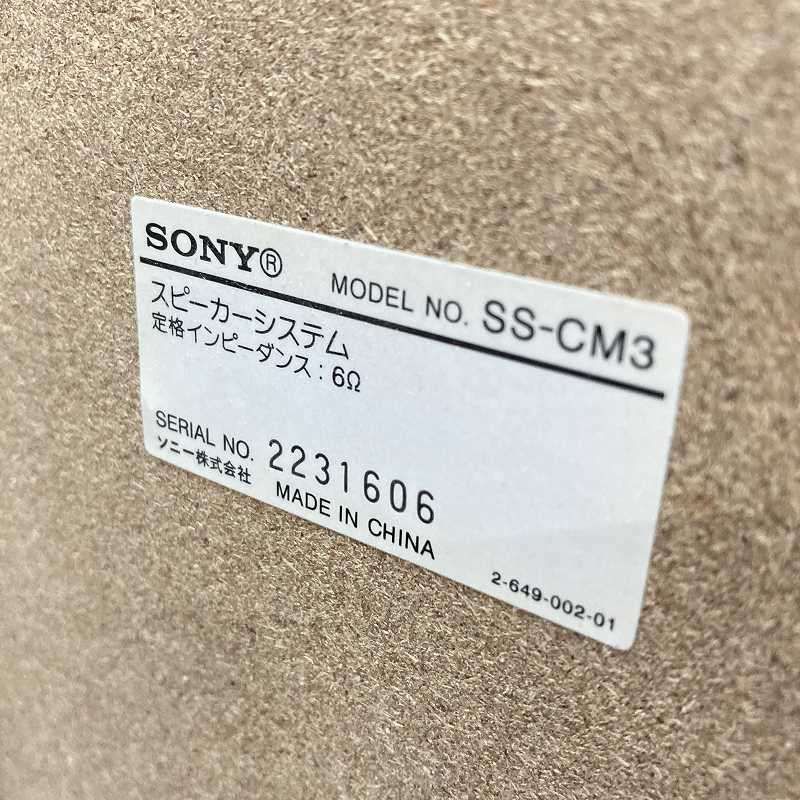 SONY® MODEL NO. SS-CM3
スピーカーシステム
定格インピーダンス：6Ω
SERIAL NO. 2231606
ソニー株式会社 MADE IN CHINA
2-649-002-01